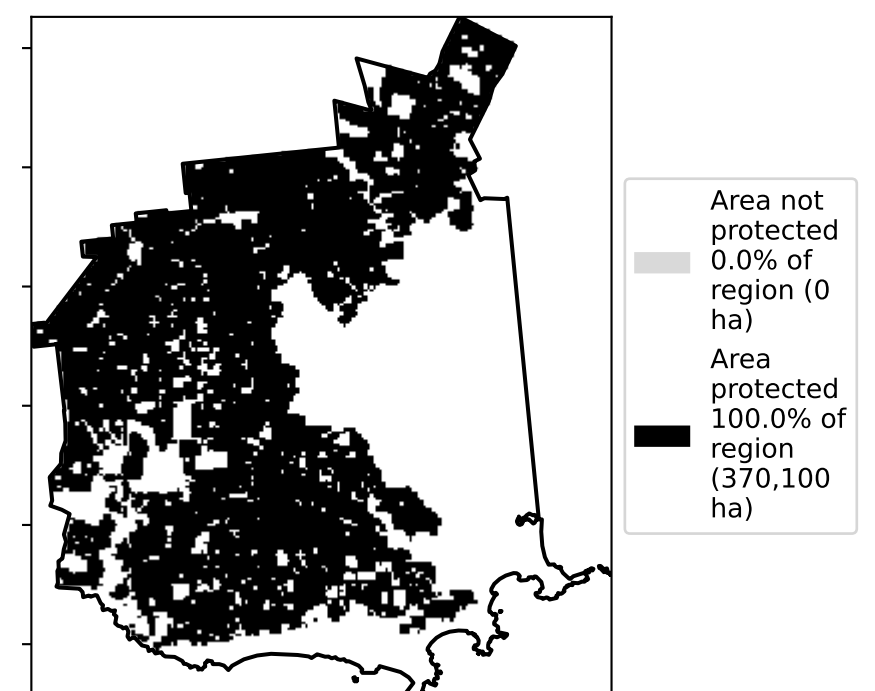 Area not
protected
0.0% of
region (0
ha)
Area
protected
100.0% of
region
(370,100
ha)